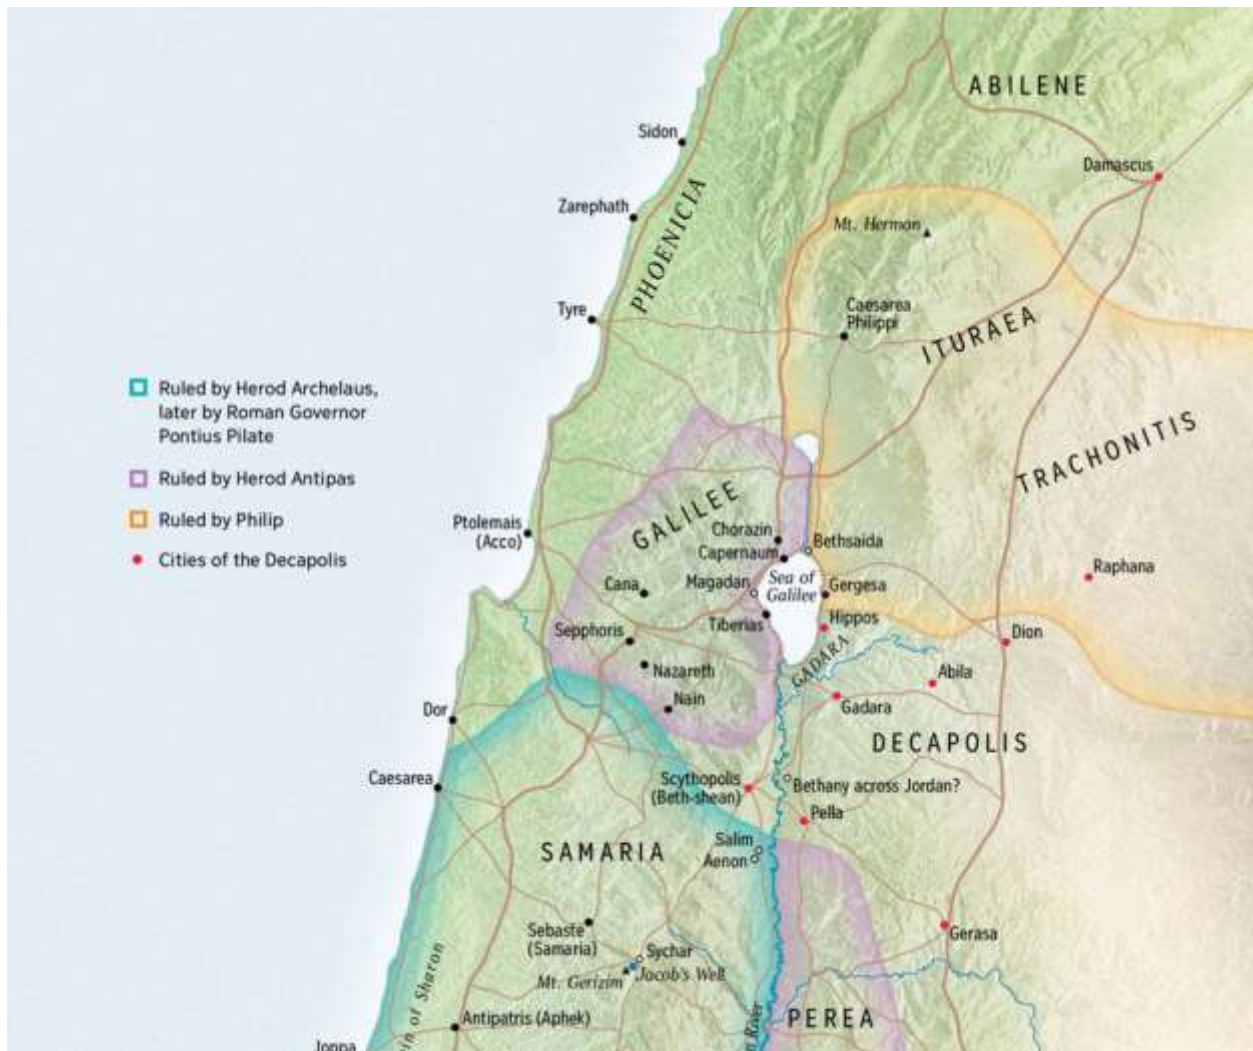 ABILENE
Sidon
Damascus
Zarephath
PHOENICIA
Mt. Hermon
Tyre
Caesarea
Philippi
ITURAEA
Ruled by Herod Archelaus,
later by Roman Governor
Pontius Pilate
Ruled by Herod Antipas
Ruled by Philip
Cities of the Decapolis
TRACHONITIS
GALILEE
Ptolemais
(Acco)
Chorazin
Capernaum
Bethsaida
Raphana
Cana
Magadan
Sea of
Galilee
Gergesa
Tiberias
Hippos
Sepphoris
Dion
GADARA
Nazareth
Abila
Nain
Gadara
Dor
DECAPOLIS
Caesarea
Scythopolis
(Beth-shean)
Bethany across Jordan?
Pella
SAMARIA
Salim
Aenon
Sebaste
(Samaria)
Gerasa
Sychar
Jacob's Well
Mt. Gerizim
of Sharon
Antipatris (Aphek)
River
PEREA
Joppa